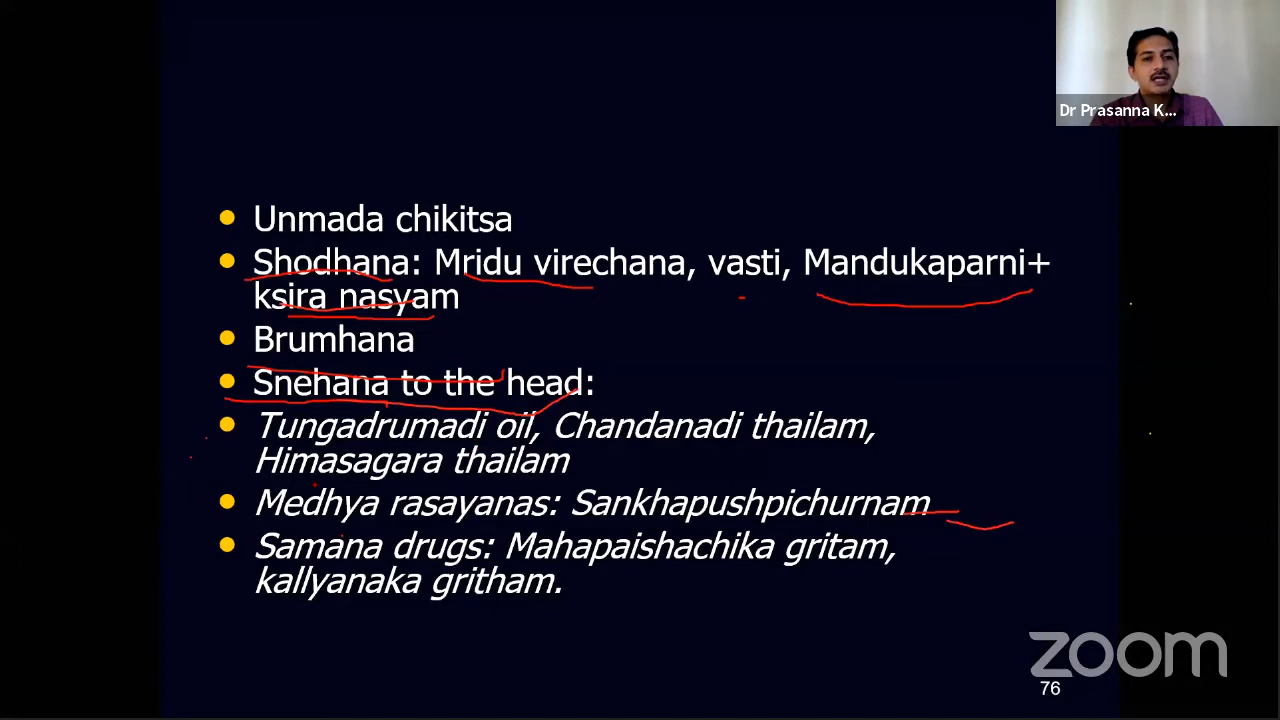 Dr Prasanna K...
Unmada chikitsa
Shodhana: Mridu virechana, vasti, Mandukaparni+
ksira nasyam
Brumhana
Snehana to the head:
Tungadrumadi oil, Chandanadi thailam,
Himasagara thailam
Medhya rasayanas: Sankhapushpichurnam
Samana drugs: Mahapaishachika gritam,
kallyanaka gritham.
zoom
76